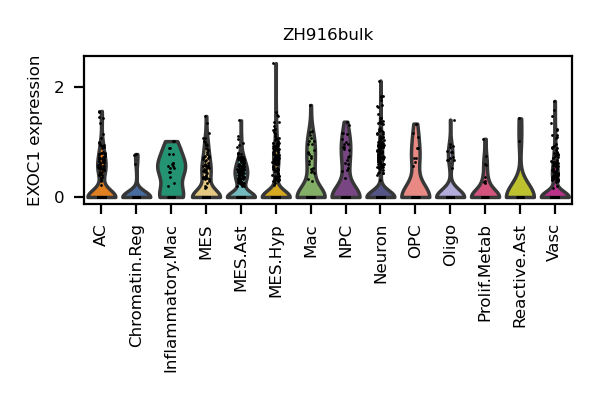 ZH916bulk
EXOC1 expression
2
0
AC
Chromatin.Reg
Inflammatory.Mac
MES
MES.Ast
MES.Hyp
Mac
NPC
Neuron
OPC
Oligo
Prolif.Metab
Reactive.Ast
Vasc